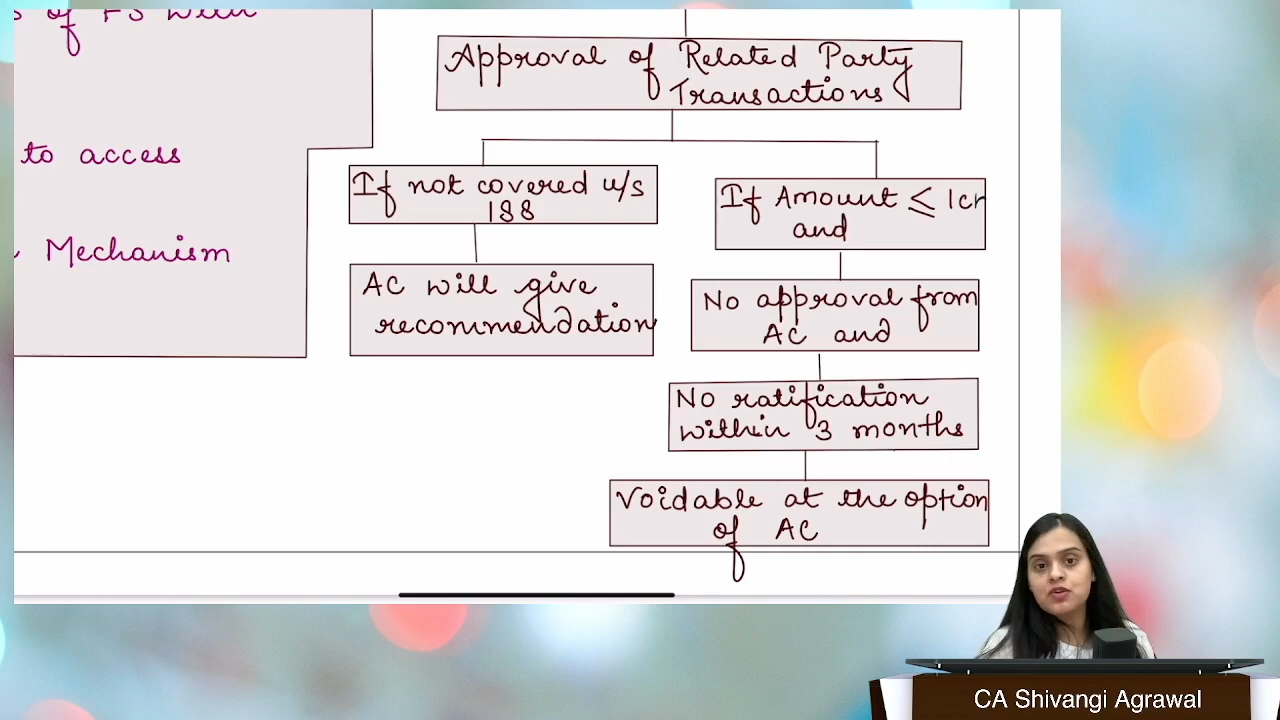 s of FS with
to access
Mechanism
Approval of Related Party
Transactions
If not covered u/s
188
AC will give
recommendation
If Amount ≤ 1cr
and
No approval from
AC and
No ratification
within 3 months
Voidable at the option
of AC
CA Shivangi Agrawal